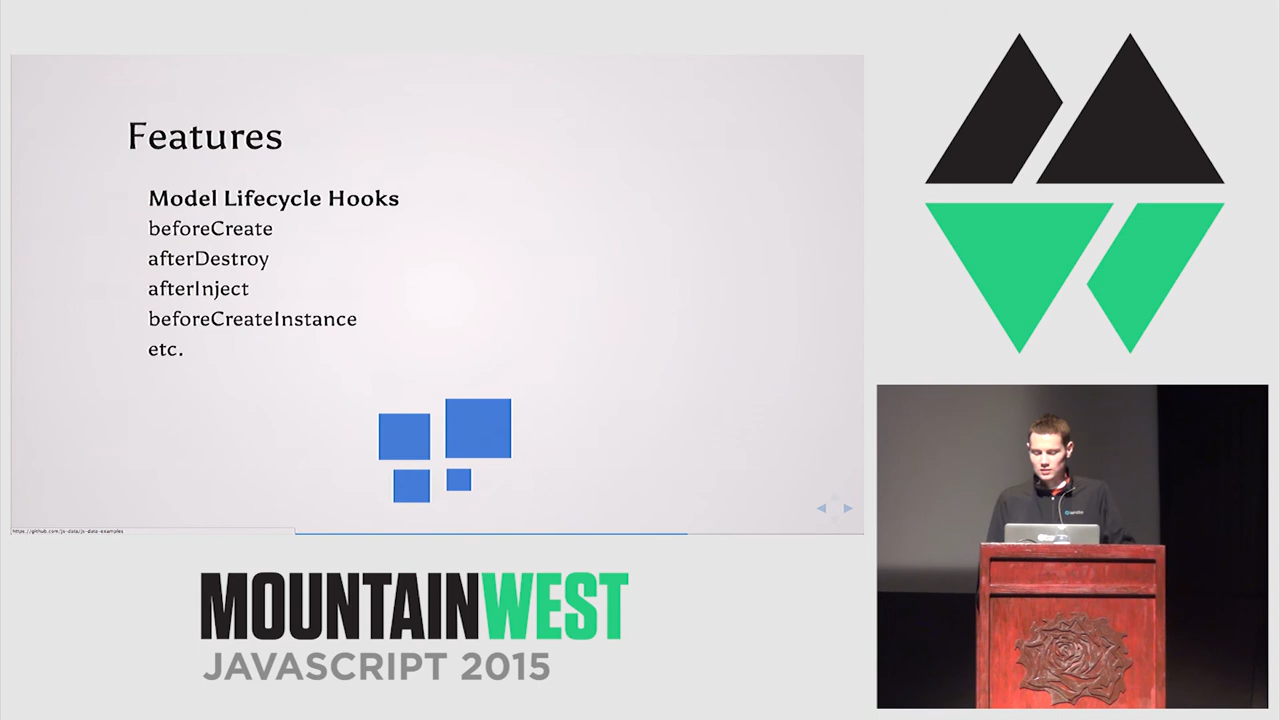 Features
Model Lifecycle Hooks
beforeCreate
afterDestroy
afterInject
beforeCreateInstance
etc.
https://github.com/js-data/js-data-examples
MOUNTAINWEST
JAVASCRIPT 2015